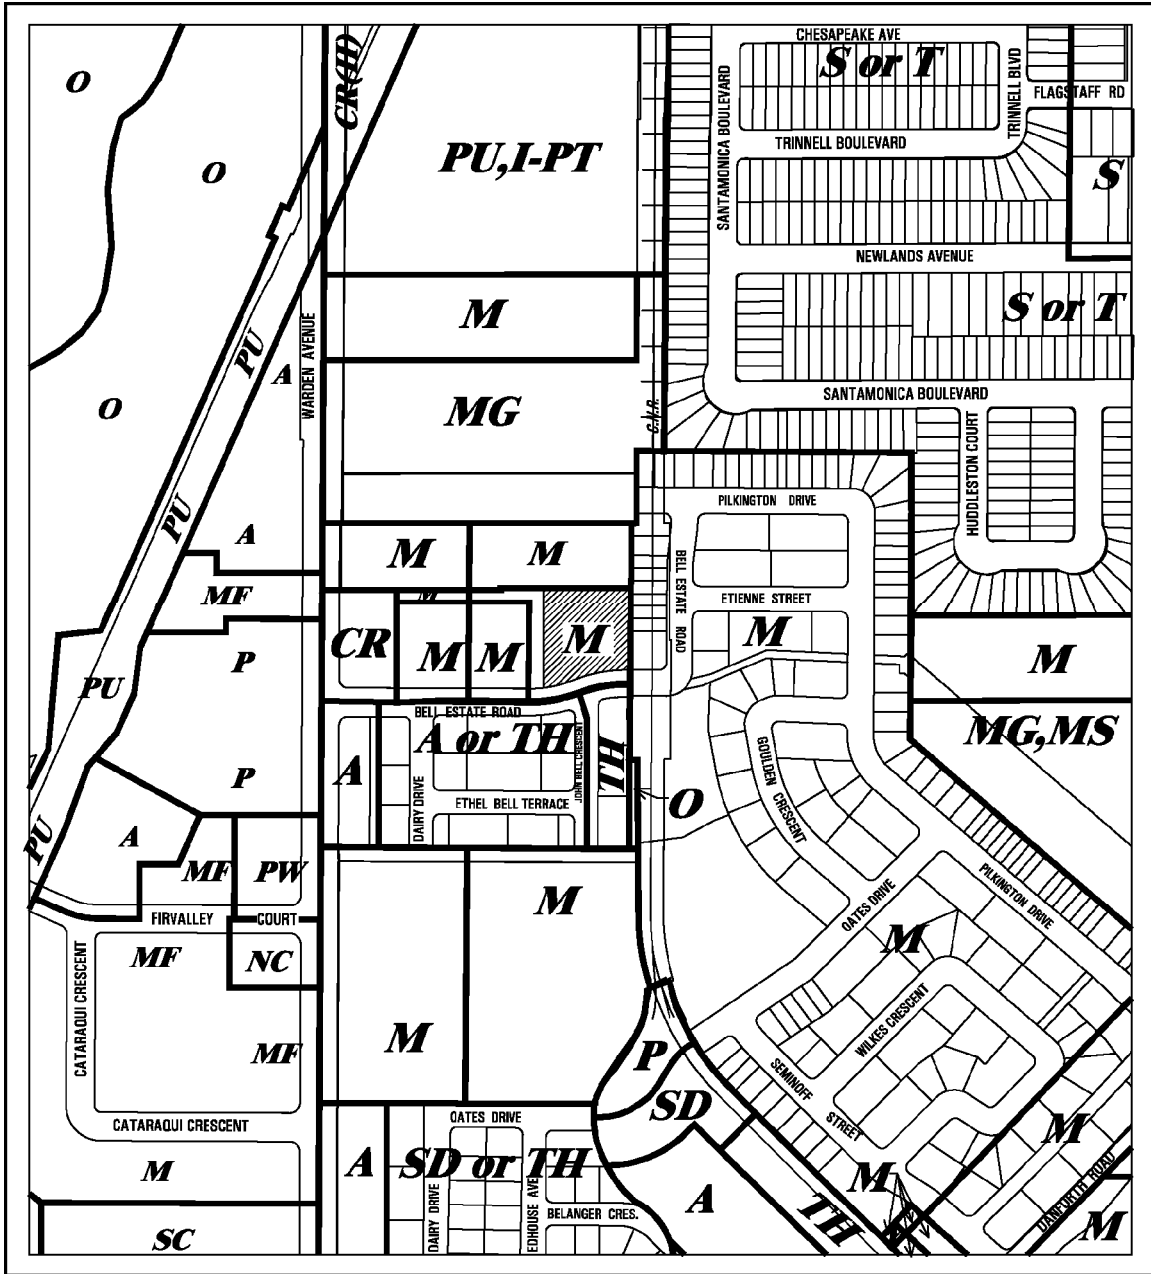 CHESAPEAKE AVE
S or T
CR(H)
O
SANTAMONICA BOULEVARD
TRINNELL BLVD
FLAGSTAFF RD
TRINNELL BOULEVARD
PU,I-PT
O
S
NEWLANDS AVENUE
PU
M
S or T
WARDEN AVENUE
PU
A
SANTAMONICA BOULEVARD
O
MG
C.N.R.
HUDDLESTON COURT
PILKINGTON DRIVE
PU
A
M
M
BELL ESTATE ROAD
MF
M
ETIENNE STREET
CR
M
M
M
M
M
P
PU
BELL ESTATE ROAD
A or TH
JOHN BELL CRESCENT
TH
MG,MS
GOULDEN CRESCENT
P
A
DAIRY DRIVE
ETHEL BELL TERRACE
O
PU
A
MF
PW
M
PILKINGTON DRIVE
OATES DRIVE
FIRVALLEY
COURT
M
MF
NC
CATARAQUI CRESCENT
WILKES CRESCENT
M
MF
P
SEMINOFF
STREET
SD
OATES DRIVE
CATARAQUI CRESCENT
M
A
SD or TH
M
M
DANFORTH ROAD
DAIRY DRIVE
EDHOUSE AVE
A
TH
BELANGER CRES.
M
SC